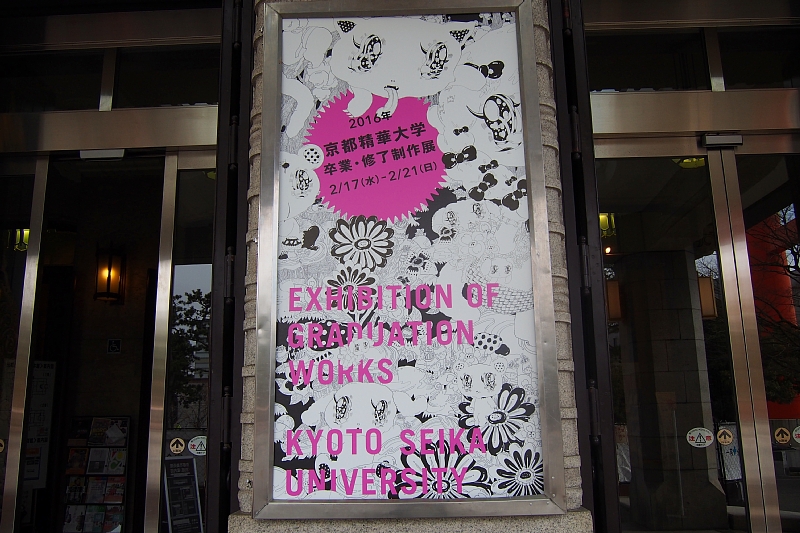 2016年
京都精華大学
卒業・修了制作展
2/17(水)-2/21(日)
EXHIBITION OF
GRADUATION
WORKS
KYOTO SEIKA
UNIVERSITY